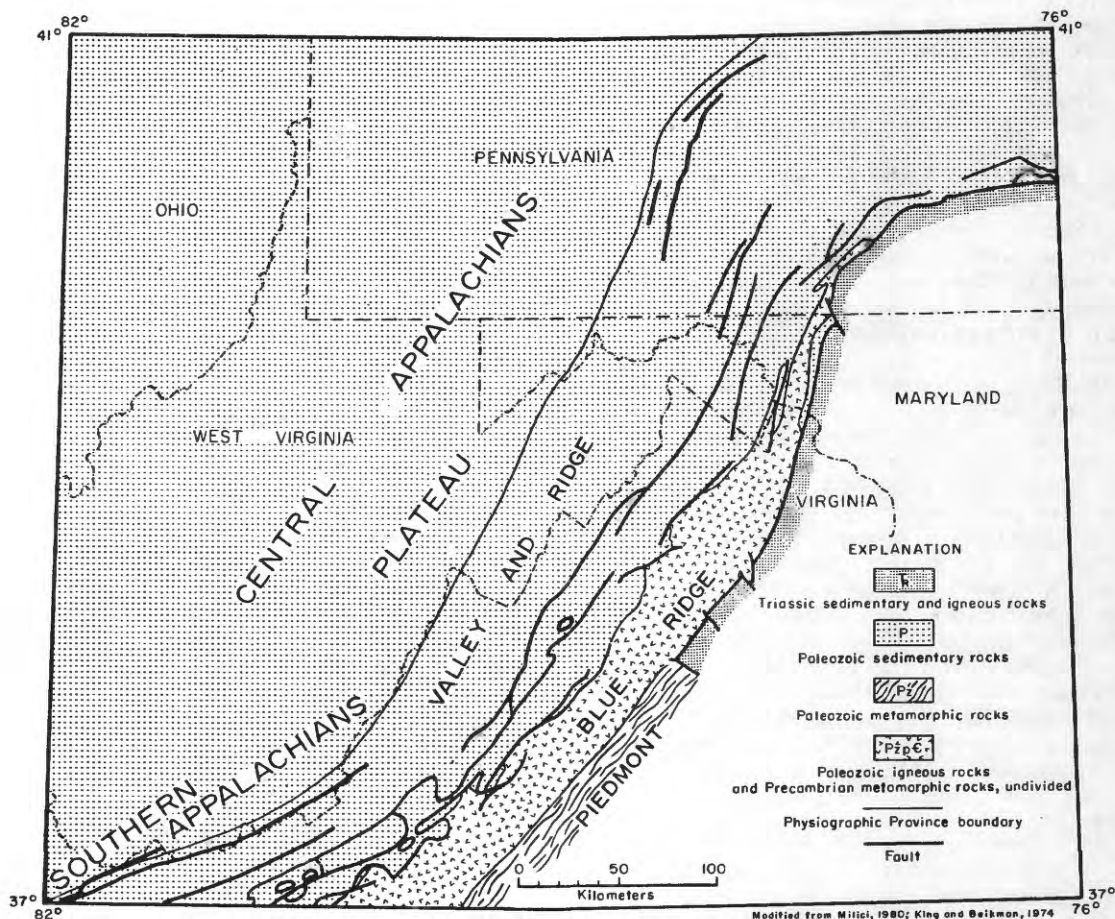 82°
41°
76°
41°
PENNSYLVANIA
OHIO
CENTRAL APPALACHIANS
PLATEAU
WEST VIRGINIA
MARYLAND
VALLEY AND RIDGE
VIRGINIA
BLUE RIDGE
SOUTHERN APPALACHIANS
PIEDMONT
EXPLANATION
Triassic sedimentary and igneous rocks
P
Paleozoic sedimentary rocks
Pz
Paleozoic metamorphic rocks
Pzp€
Paleozoic igneous rocks
and Precambrian metamorphic rocks, undivided
Physiographic Province boundary
Fault
0 50 100
Kilometers
37°
82°
37°
76°
Modified from Milici, 1980; King and Beikman, 1974